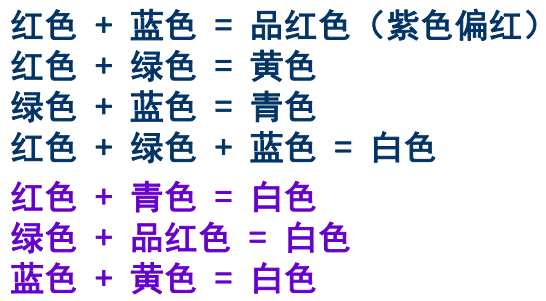 红色 + 蓝色 = 品红色（紫色偏红）
红色 + 绿色 = 黄色
绿色 + 蓝色 = 青色
红色 + 绿色 + 蓝色 = 白色
红色 + 青色 = 白色
绿色 + 品红色 = 白色
蓝色 + 黄色 = 白色